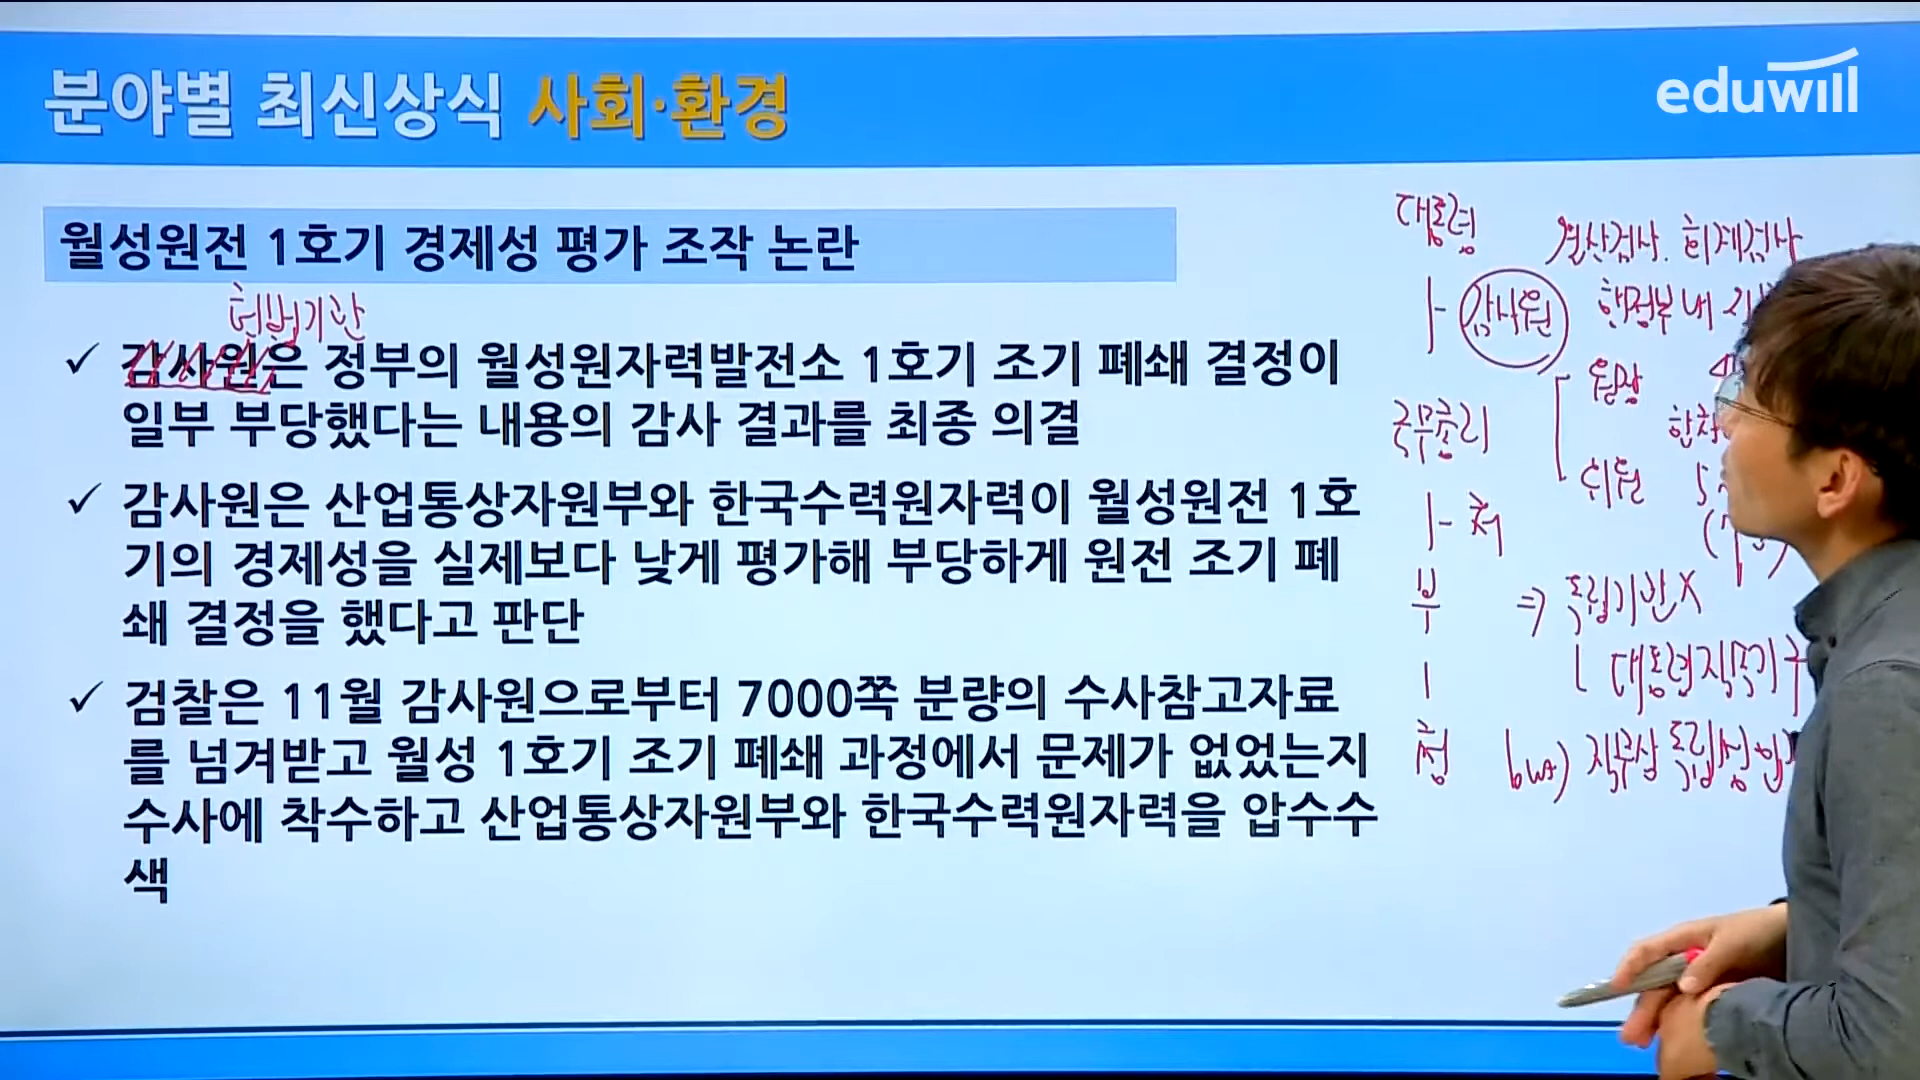 분야별 최신상식 사회·환경
eduwill
월성원전 1호기 경제성 평가 조작 논란
헌법기관
감사원은 정부의 월성원자력발전소 1호기 조기 폐쇄 결정이
일부 부당했다는 내용의 감사 결과를 최종 의결
감사원은 산업통상자원부와 한국수력원자력이 월성원전 1호
기의 경제성을 실제보다 낮게 평가해 부당하게 원전 조기 폐
쇄 결정을 했다고 판단
검찰은 11월 감사원으로부터 7000쪽 분량의 수사참고자료
를 넘겨받고 월성 1호기 조기 폐쇄 과정에서 문제가 없었는지
수사에 착수하고 산업통상자원부와 한국수력원자력을 압수수
색
대통령
결산검사. 회계검사
감사원
행정부 내
원장
국무총리
위원 5
처
부
⇒ 독립기관X
대통령직속기구
청
but) 직무상 독립성